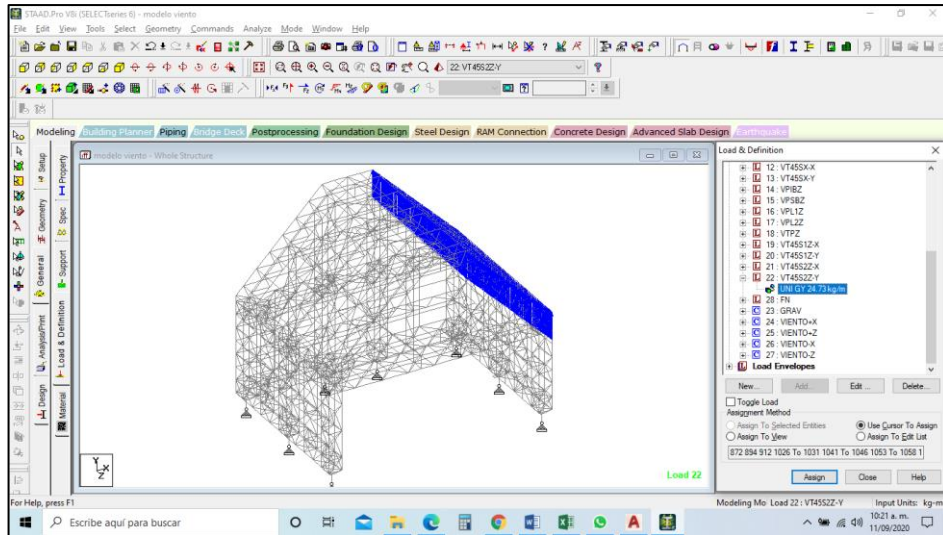 STAAD.Pro V8i (SELECTseries 6) - modelo viento
File Edit View Tools Select Geometry Commands Analyze Mode Window Help
22: VT45S2Z-Y
Modeling Building Planner Piping Bridge Deck Postprocessing Foundation Design Steel Design RAM Connection Concrete Design Advanced Slab Design Earthquake
Setup
Geometry
General
Analysis/Print
Design
Property
Spec
Support
Load & Definition
Material
modelo viento - Whole Structure
Y
X
Z
Load 22
Load & Definition
12 : VT45SX-X
13 : VT45SX-Y
14 : VPIBZ
15 : VPSBZ
16 : VPL1Z
17 : VPL2Z
18 : VTPZ
19 : VT45S1Z-X
20 : VT45S1Z-Y
21 : VT45S2Z-X
22 : VT45S2Z-Y
UNI GY 24.73 kg/m
28 : FN
23 : GRAV
24 : VIENTO+X
25 : VIENTO+Z
26 : VIENTO-X
27 : VIENTO-Z
Load Envelopes
New... Add... Edit ... Delete...
Toggle Load
Assignment Method
Assign To Selected Entities Use Cursor To Assign
Assign To View Assign To Edit List
872 894 912 1026 To 1031 1041 To 1046 1053 To 1058 1
Assign Close Help
For Help, press F1
Modeling Mo Load 22 : VT45S2Z-Y Input Units: kg-m
Escribe aquí para buscar
10:21 a. m.
11/09/2020